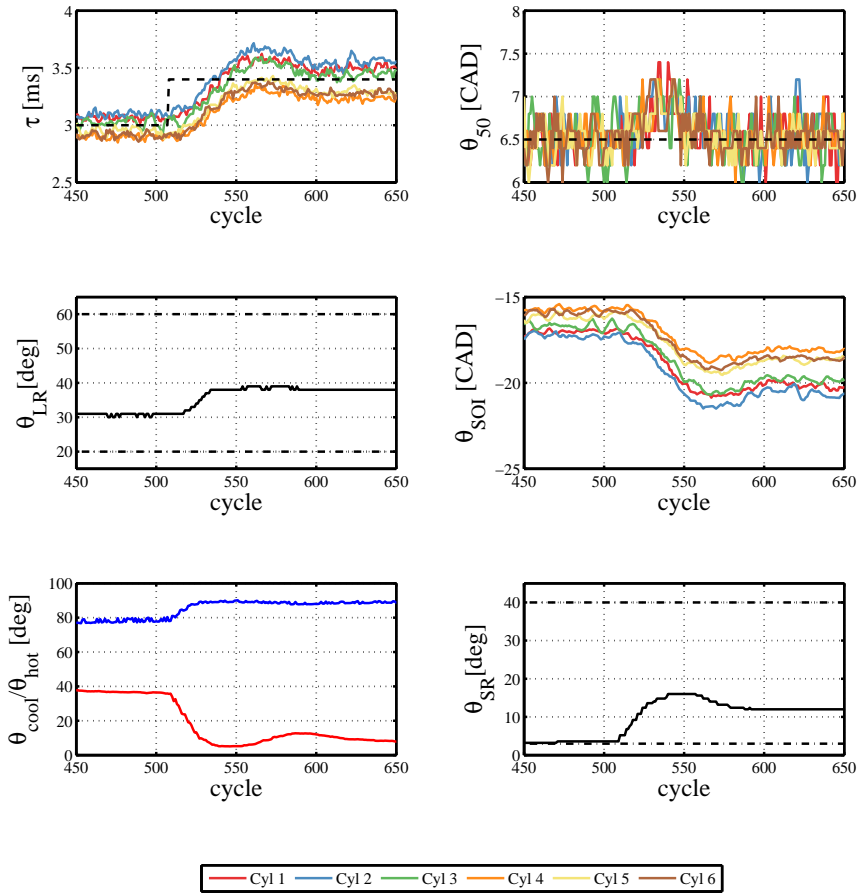 4
3.5
3
2.5
τ [ms]
450 500 550 600 650
cycle
8
7.5
7
6.5
6
θ50 [CAD]
450 500 550 600 650
cycle
60
50
40
30
20
θLR[deg]
450 500 550 600 650
cycle
−15
−20
−25
θSOI [CAD]
450 500 550 600 650
cycle
100
80
60
40
20
0
θcool/θhot [deg]
450 500 550 600 650
cycle
40
30
20
10
0
θSR[deg]
450 500 550 600 650
cycle
Cyl 1 Cyl 2 Cyl 3 Cyl 4 Cyl 5 Cyl 6